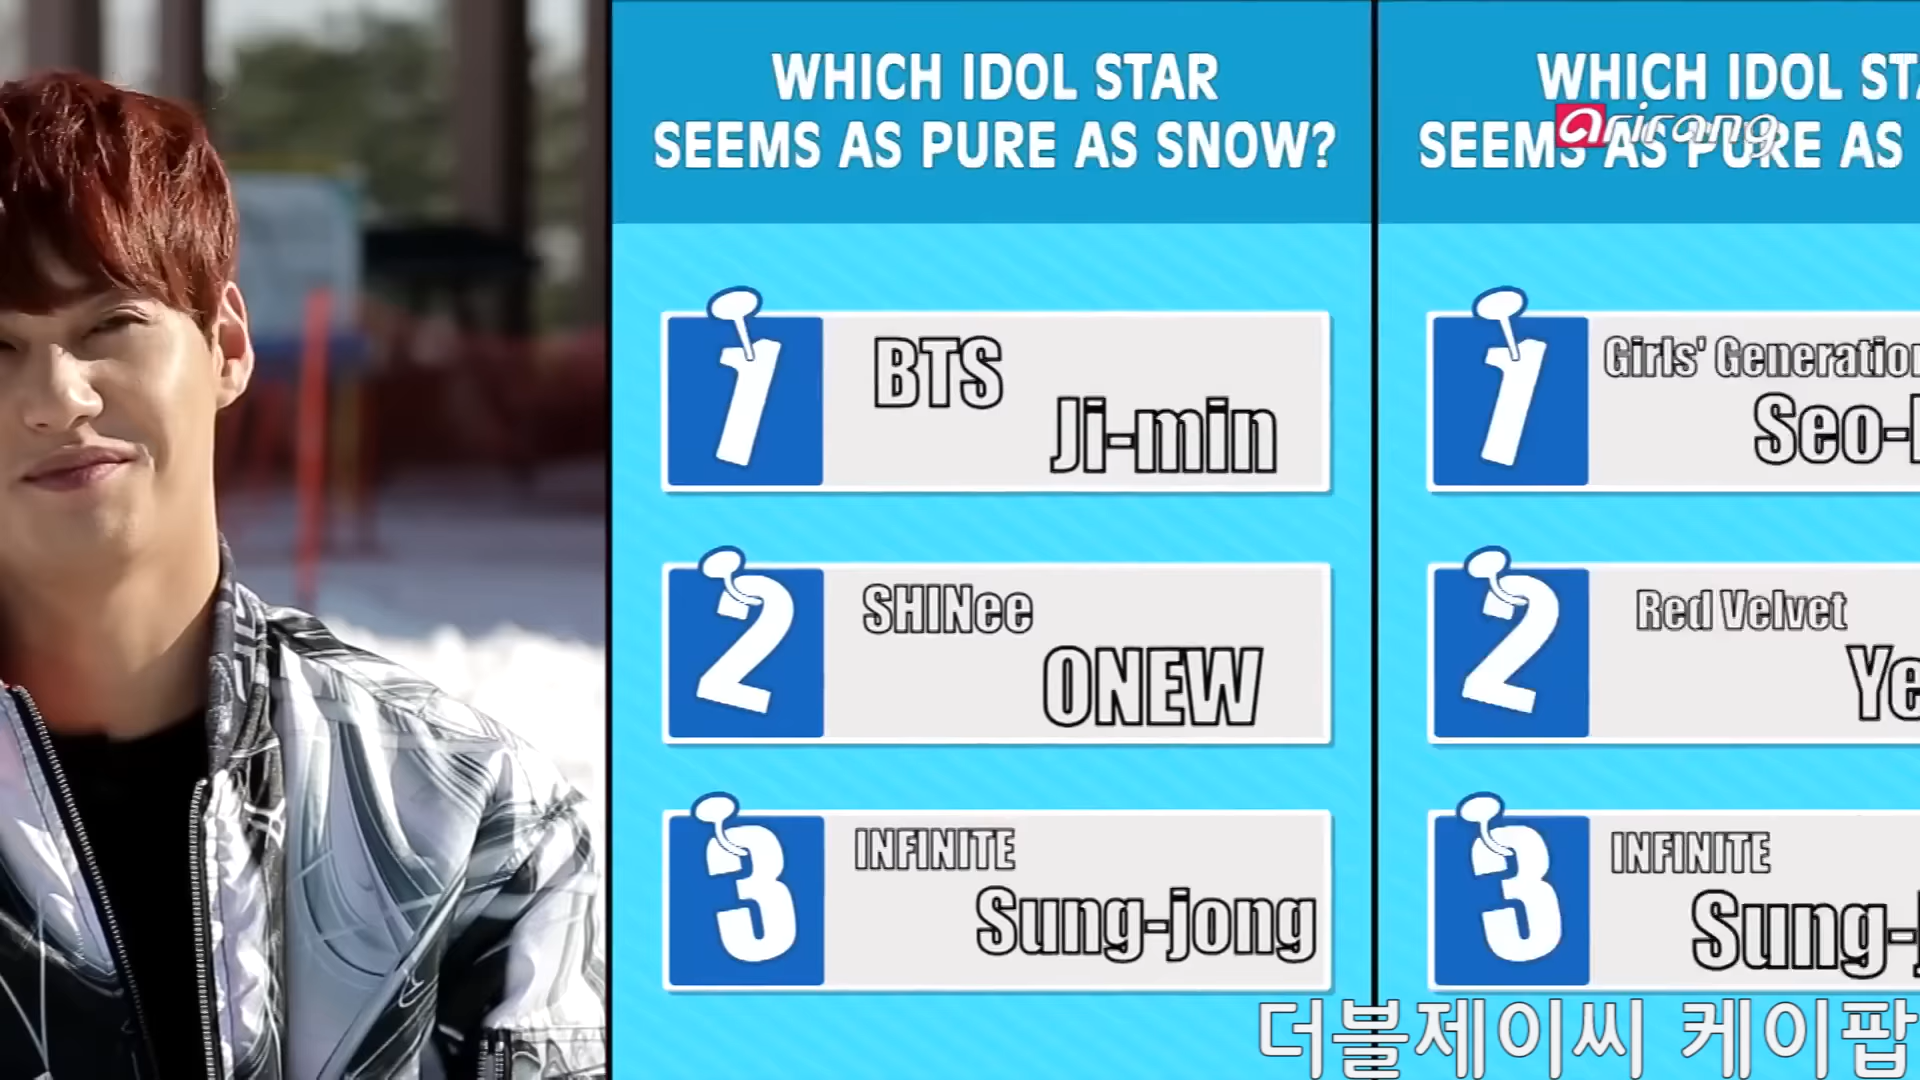 WHICH IDOL STAR
SEEMS AS PURE AS SNOW?
1
BTS
Ji-min
2
SHINee
ONEW
3
INFINITE
Sung-jong
WHICH IDOL STA
SEEMS AS PURE AS
arirang
1
Girls' Generation
Seo-
2
Red Velvet
Ye
3
INFINITE
Sung-
더블제이씨 케이팝